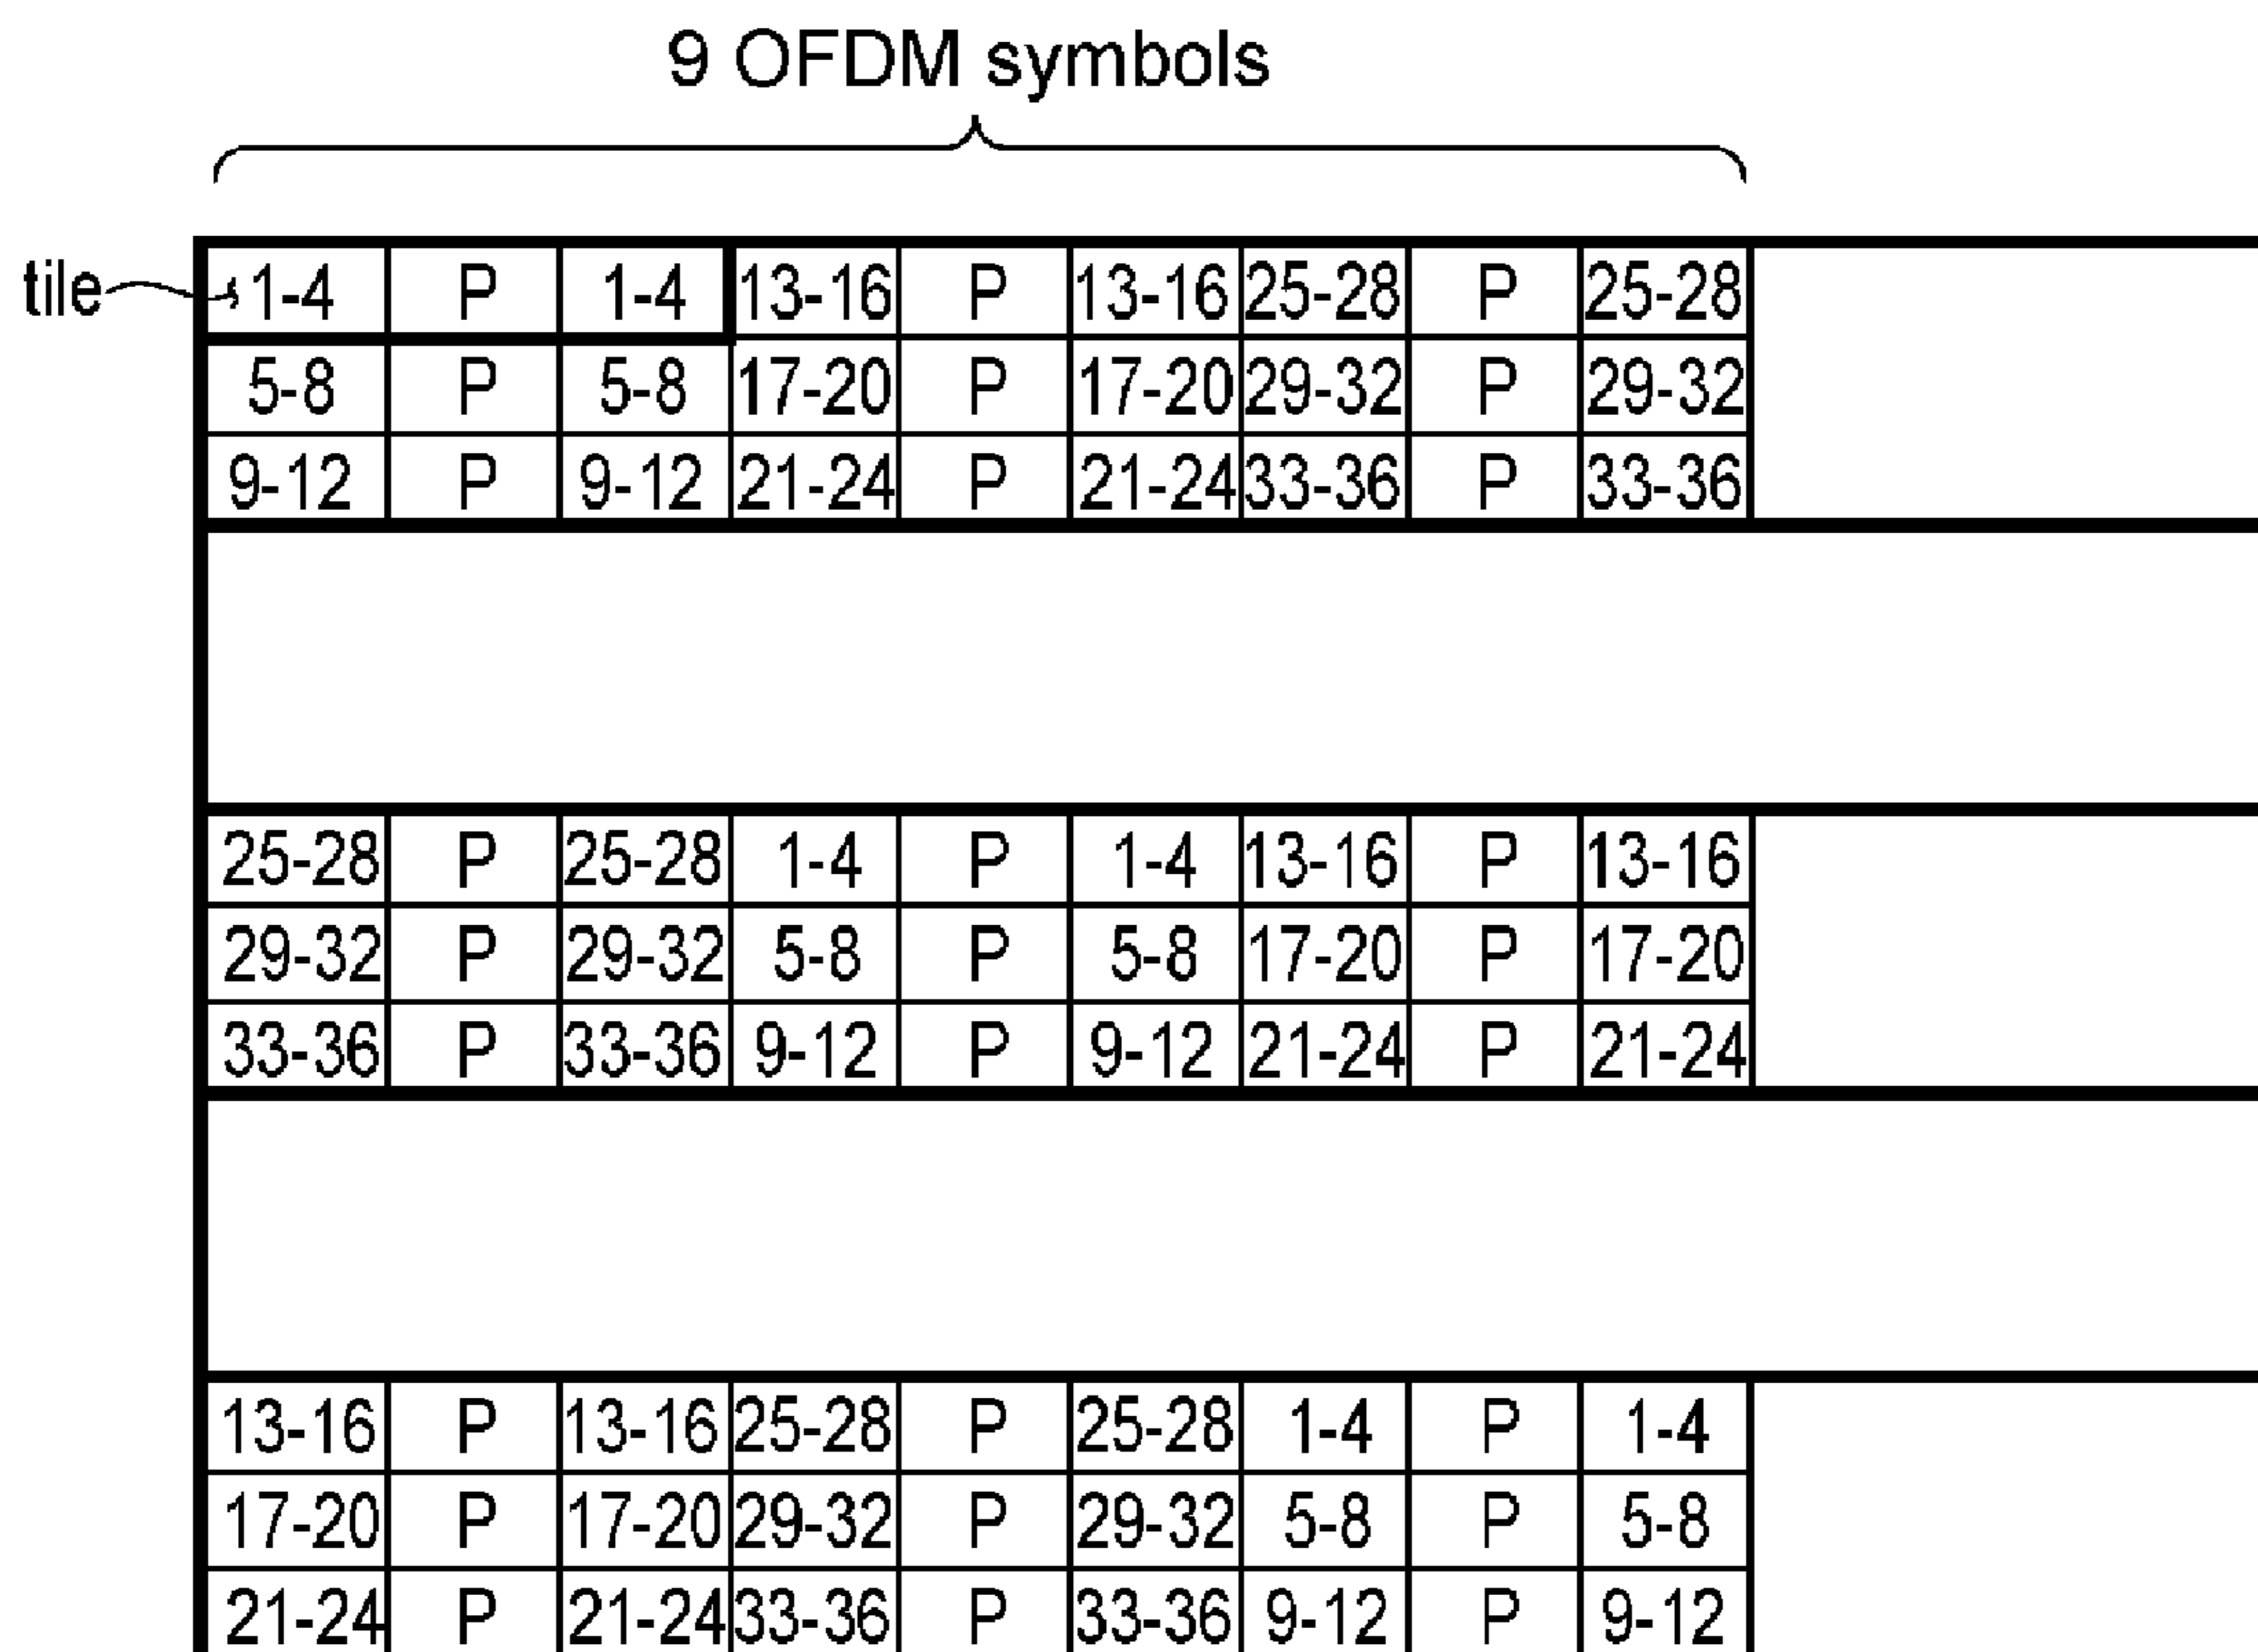 9 OFDM symbols
tile 1-4 P 1-4 13-16 P 13-16 25-28 P 25-28
5-8 P 5-8 17-20 P 17-20 29-32 P 29-32
9-12 P 9-12 21-24 P 21-24 33-36 P 33-36
25-28 P 25-28 1-4 P 1-4 13-16 P 13-16
29-32 P 29-32 5-8 P 5-8 17-20 P 17-20
33-36 P 33-36 9-12 P 9-12 21-24 P 21-24
13-16 P 13-16 25-28 P 25-28 1-4 P 1-4
17-20 P 17-20 29-32 P 29-32 5-8 P 5-8
21-24 P 21-24 33-36 P 33-36 9-12 P 9-12